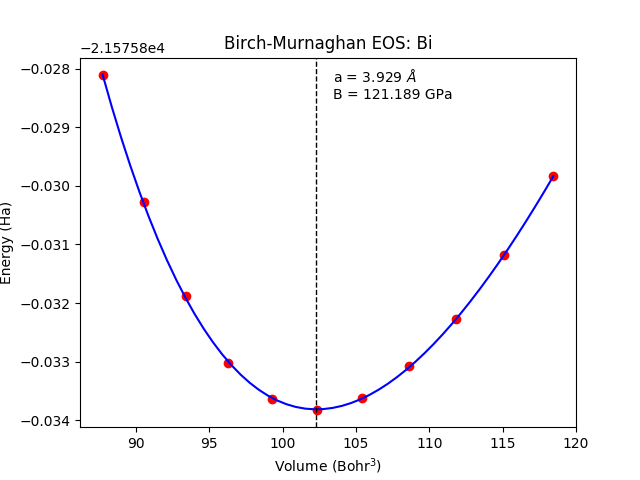 Birch-Murnaghan EOS: Bi
−2.15758e4
a = 3.929 Å
B = 121.189 GPa
Energy (Ha)
−0.028
−0.029
−0.030
−0.031
−0.032
−0.033
−0.034
90 95 100 105 110 115 120
Volume (Bohr³)